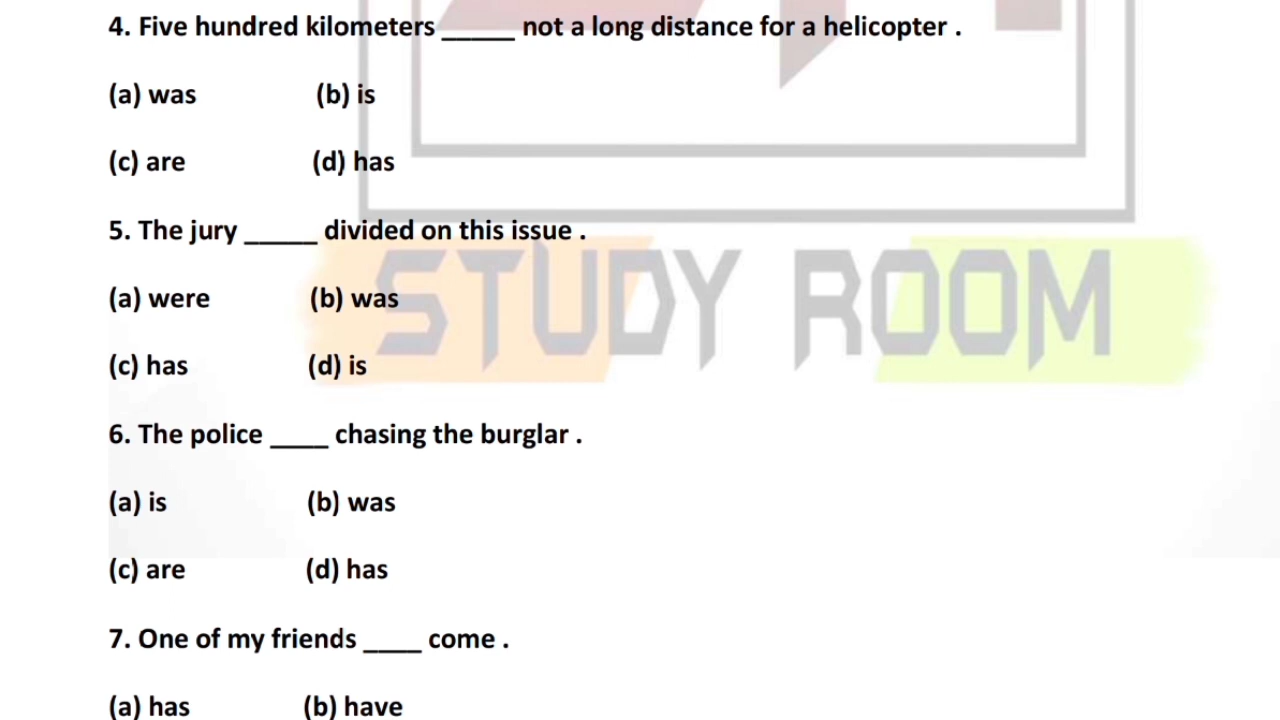 4. Five hundred kilometers _____ not a long distance for a helicopter .
(a) was (b) is
(c) are (d) has
5. The jury _____ divided on this issue .
STUDY ROOM
(a) were (b) was
(c) has (d) is
6. The police ____ chasing the burglar .
(a) is (b) was
(c) are (d) has
7. One of my friends ____ come .
(a) has (b) have